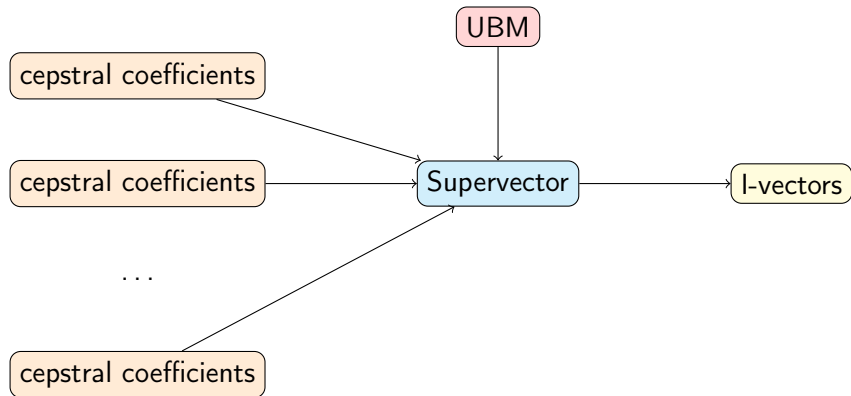 UBM
cepstral coefficients
cepstral coefficients
Supervector
I-vectors
...
cepstral coefficients